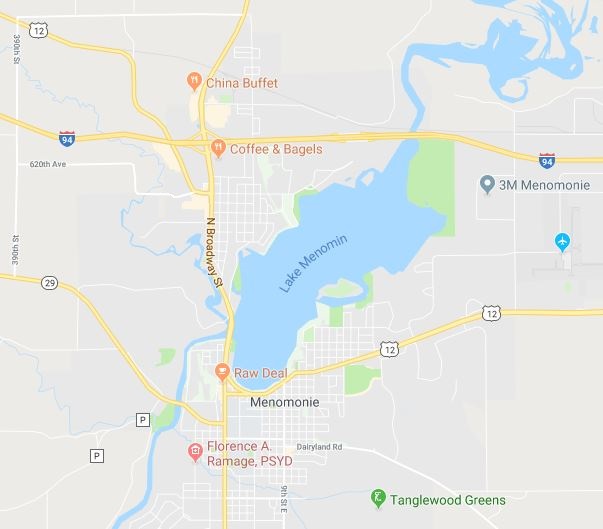 12
390th St
China Buffet
94
Coffee & Bagels
94
620th Ave
3M Menomonie
N Broadway St
390th St
Lake Menomin
29
12
12
Raw Deal
Menomonie
P
P
Florence A.
Ramage, PSYD
Dairyland Rd
9th St E
Tanglewood Greens